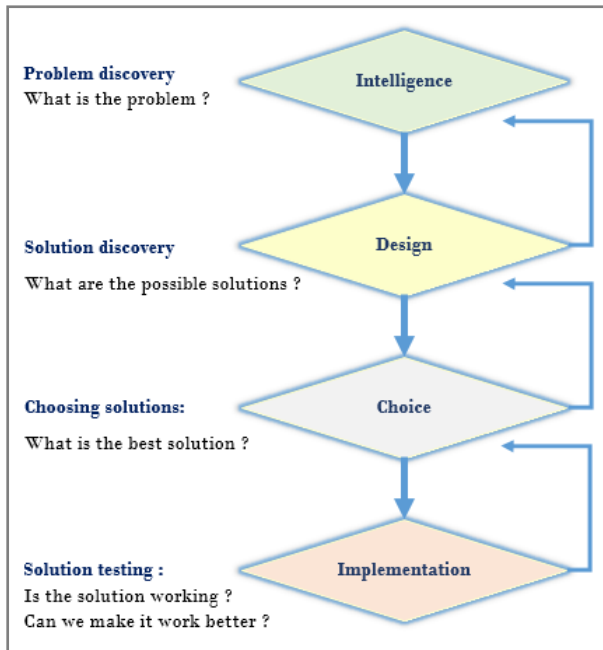 Problem discovery
What is the problem ?
Intelligence
Solution discovery
What are the possible solutions ?
Design
Choosing solutions:
What is the best solution ?
Choice
Solution testing :
Is the solution working ?
Can we make it work better ?
Implementation